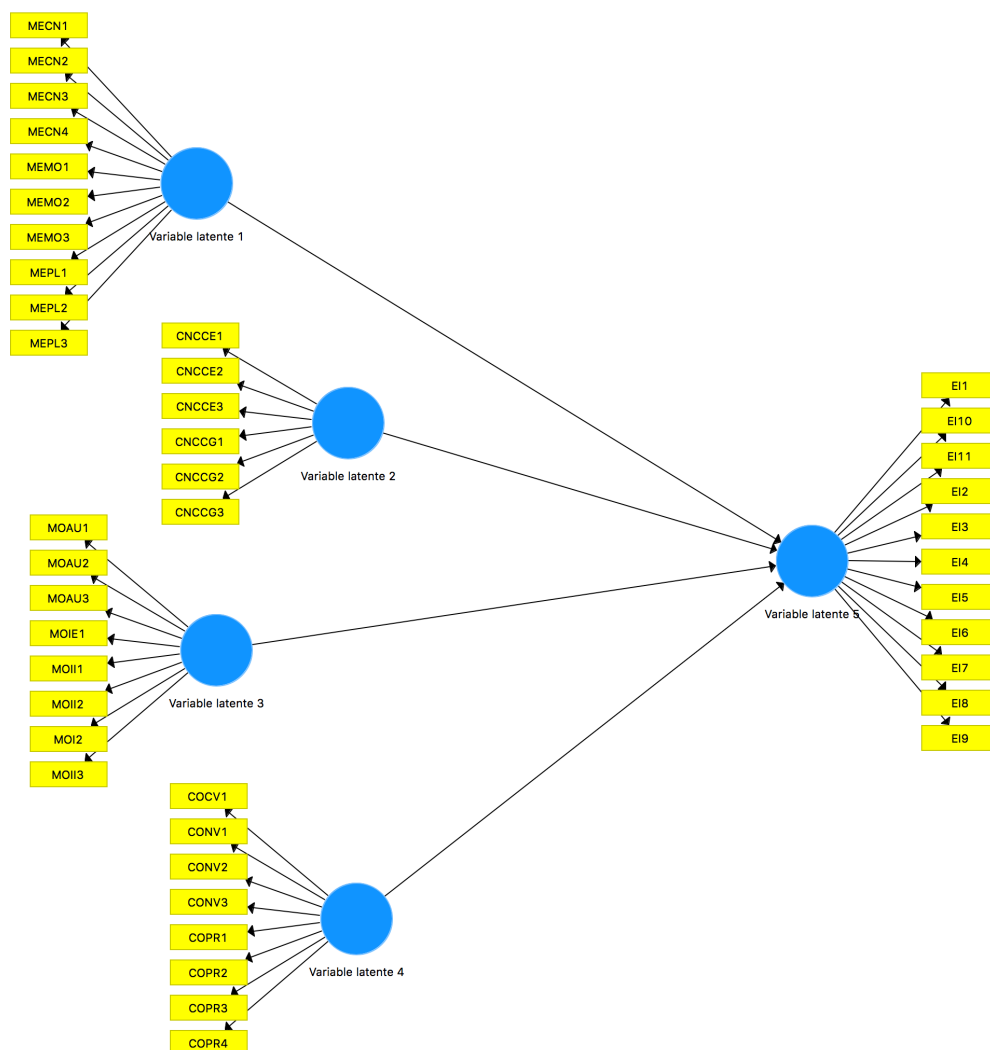 MECN1
MECN2
MECN3
MECN4
MEMO1
MEMO2
MEMO3
MEPL1
MEPL2
MEPL3
Variable latente 1
CNCCE1
CNCCE2
CNCCE3
CNCCG1
CNCCG2
CNCCG3
Variable latente 2
MOAU1
MOAU2
MOAU3
MOIE1
MOII1
MOII2
MOI2
MOII3
Variable latente 3
COCV1
CONV1
CONV2
CONV3
COPR1
COPR2
COPR3
COPR4
Variable latente 4
EI1
EI10
EI11
EI2
EI3
EI4
EI5
EI6
EI7
EI8
EI9
Variable latente 5